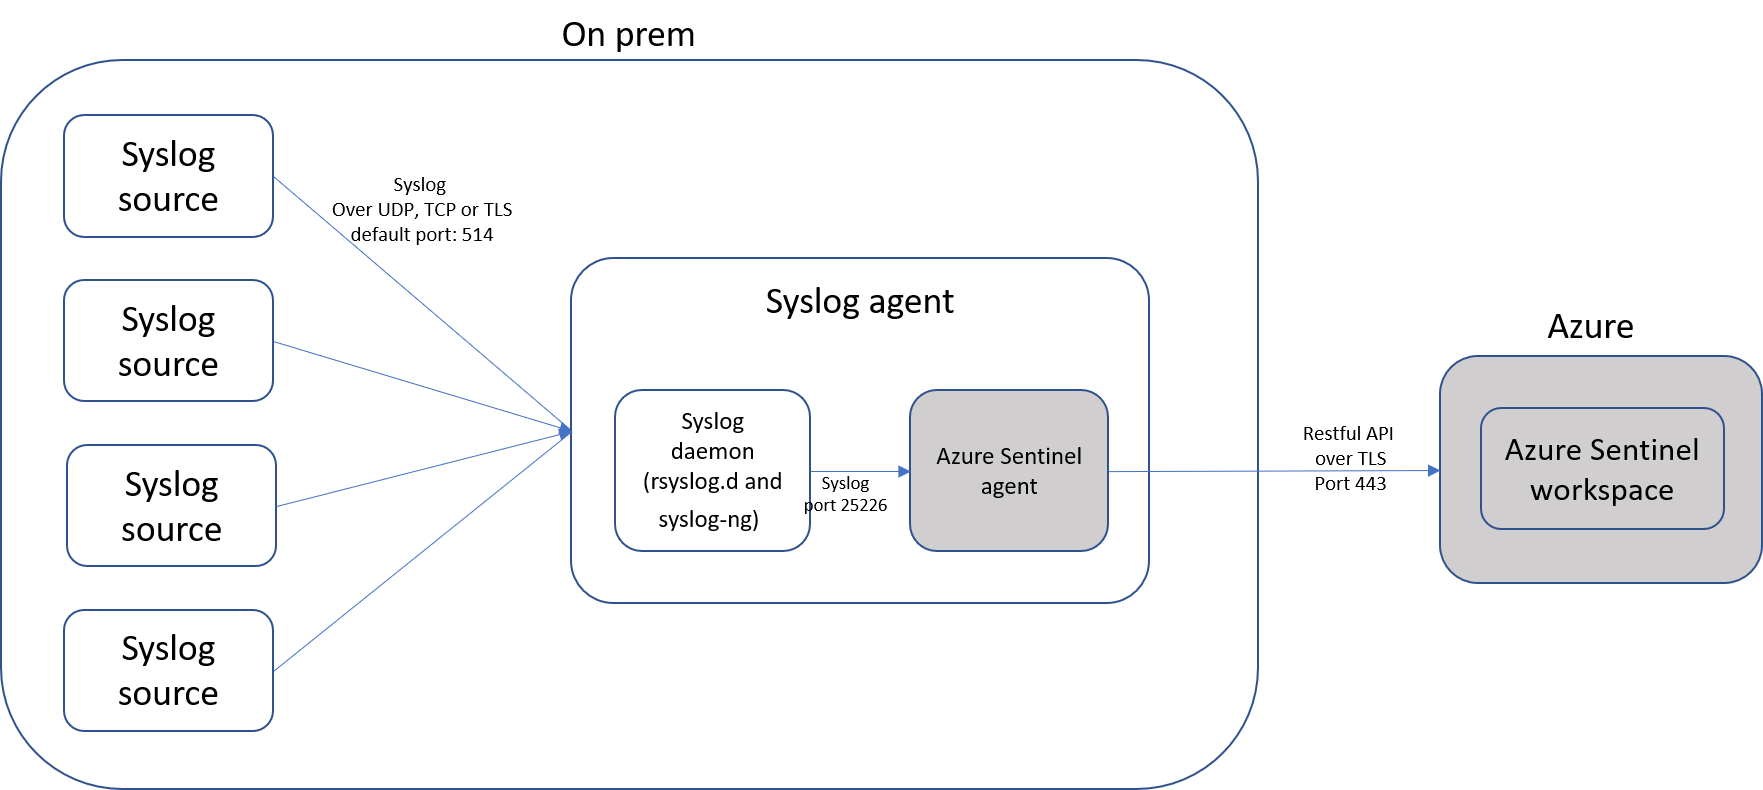 On prem
Syslog
source
Syslog
Over UDP, TCP or TLS
default port: 514
Syslog
source
Syslog
source
Syslog
source
Syslog agent
Syslog
daemon
(rsyslog.d and
syslog-ng)
Syslog
port 25226
Azure Sentinel
agent
Restful API
over TLS
Port 443
Azure
Azure Sentinel
workspace